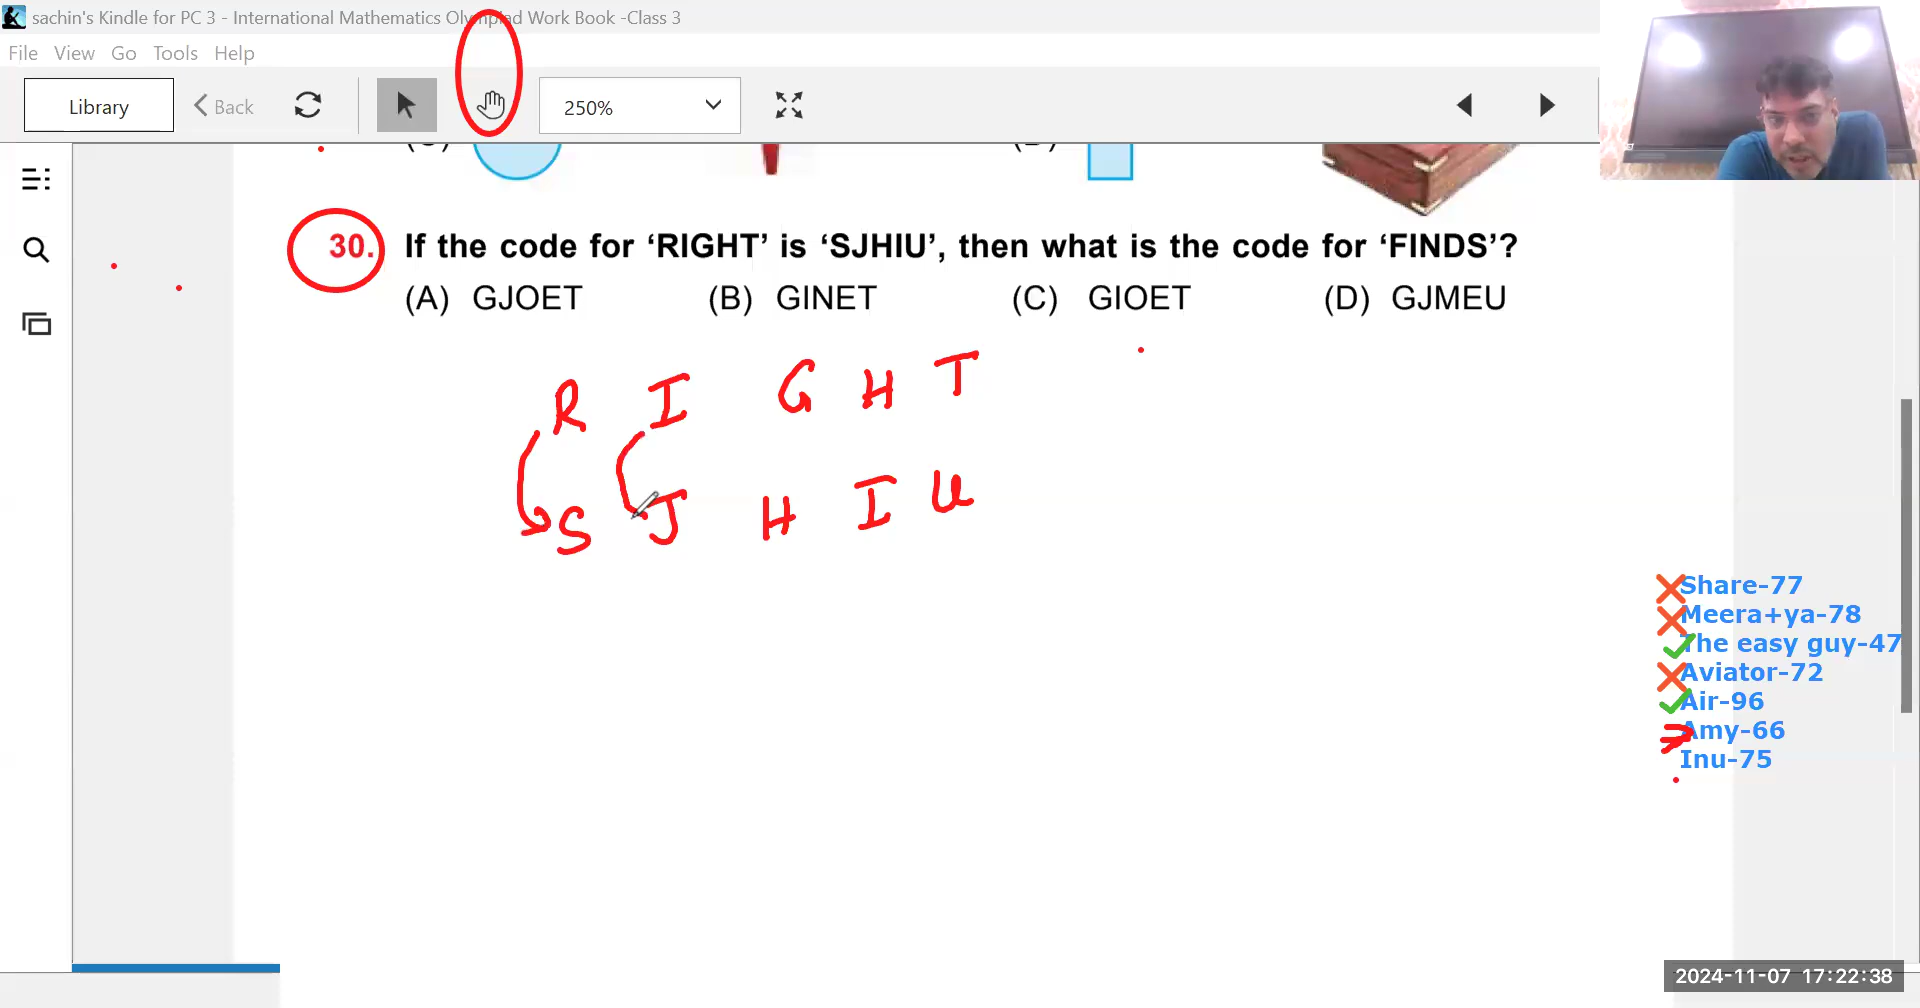 sachin's Kindle for PC 3 - International Mathematics Olympiad Work Book -Class 3
File View Go Tools Help
Library Back 250%
30. If the code for ‘RIGHT’ is ‘SJHIU’, then what is the code for ‘FINDS’?
(A) GJOET (B) GINET (C) GIOET (D) GJMEU
R I G H T
S J H I U
Share-77
Meera+ya-78
The easy guy-47
Aviator-72
Air-96
Amy-66
Inu-75
2024-11-07 17:22:38